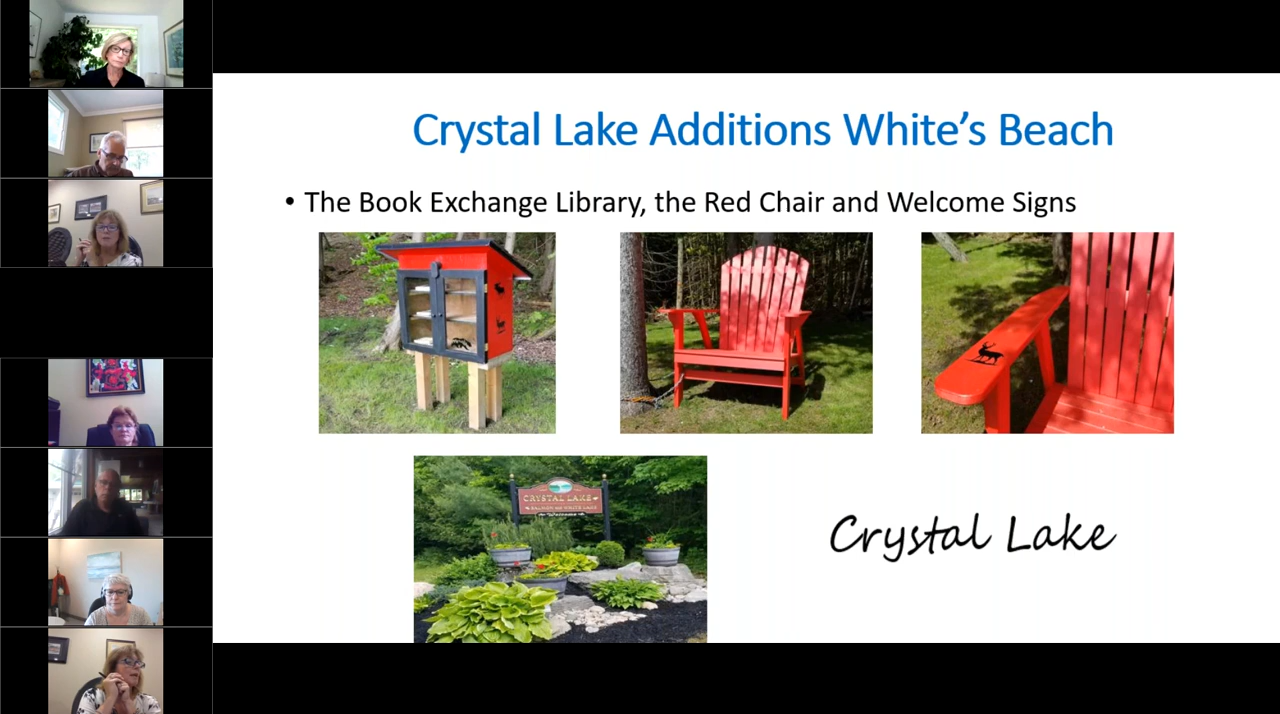 Crystal Lake Additions White’s Beach
• The Book Exchange Library, the Red Chair and Welcome Signs
CRYSTAL LAKE
Crystal Lake